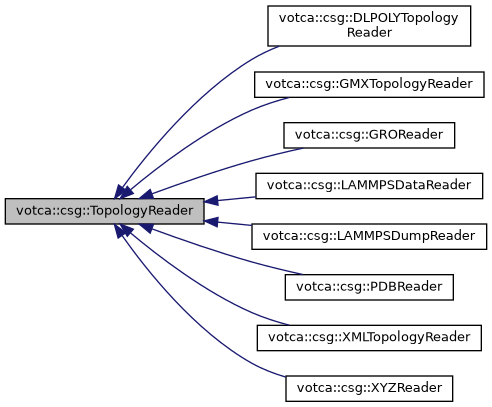 votca::csg::DLPOLYTopology
Reader
votca::csg::GMXTopologyReader
votca::csg::GROReader
votca::csg::LAMMPSDataReader
votca::csg::TopologyReader
votca::csg::LAMMPSDumpReader
votca::csg::PDBReader
votca::csg::XMLTopologyReader
votca::csg::XYZReader